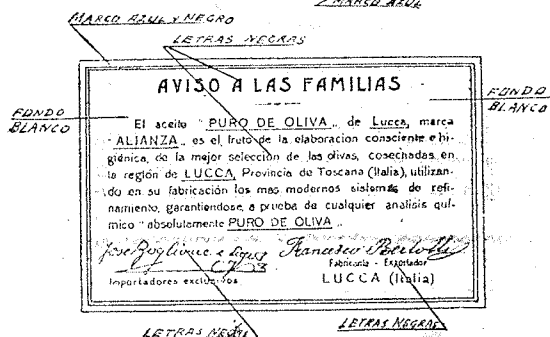 MARCO AZUL
MARCO AZUL Y NEGRO
LETRAS NEGRAS
AVISO A LAS FAMILIAS
FONDO
BLANCO
FONDO
BLANCO
El aceite "PURO DE OLIVA„ de Lucca, marca
"ALIANZA„ es el fruto de la elaboración consciente e hi-
giénica, de la mejor selección de las olivas, cosechadas en
la región de LUCCA, Provincia de Toscana (Italia), utilizan-
do en su fabricación los mas modernos sistemas de refi-
namiento, garantiendose, a prueba de cualquier analisis quí-
mico "absolutamente PURO DE OLIVA„
Francesco Bertolli
Fabricante - Exportador
Importadores exclusivos
LUCCA (Italia)
LETRAS NEGRAS
LETRAS NEGRAS